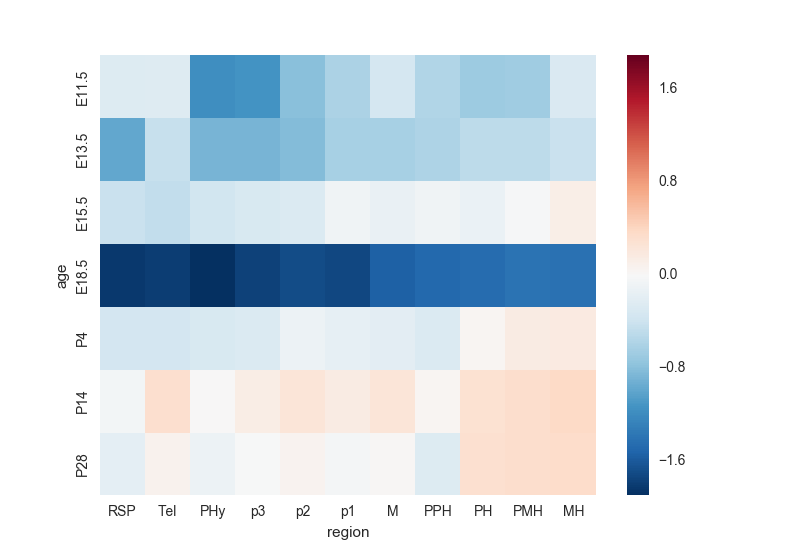 E11.5
E13.5
E15.5
E18.5
P4
P14
P28
age
RSP Tel PHy p3 p2 p1 M PPH PH PMH MH
region
1.6
0.8
0.0
−0.8
−1.6